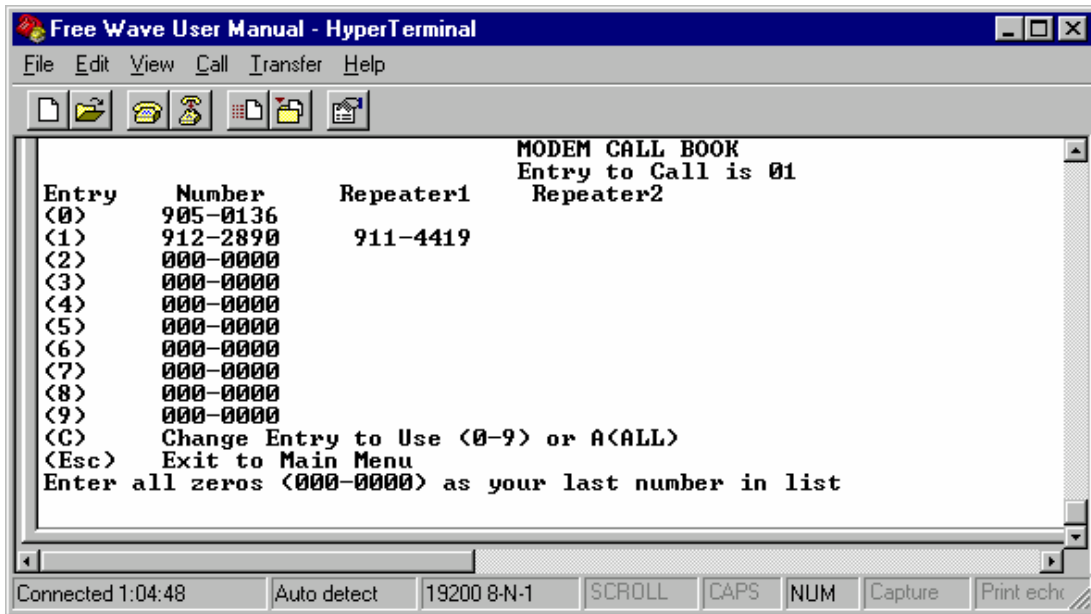 Free Wave User Manual - HyperTerminal
File Edit View Call Transfer Help
MODEM CALL BOOK
Entry to Call is 01
Entry Number Repeater1 Repeater2
(0) 905-0136
(1) 912-2890 911-4419
(2) 000-0000
(3) 000-0000
(4) 000-0000
(5) 000-0000
(6) 000-0000
(7) 000-0000
(8) 000-0000
(9) 000-0000
(C) Change Entry to Use (0-9) or A(ALL)
(Esc) Exit to Main Menu
Enter all zeros (000-0000) as your last number in list
Connected 1:04:48 Auto detect 19200 8-N-1 SCROLL CAPS NUM Capture Print echo